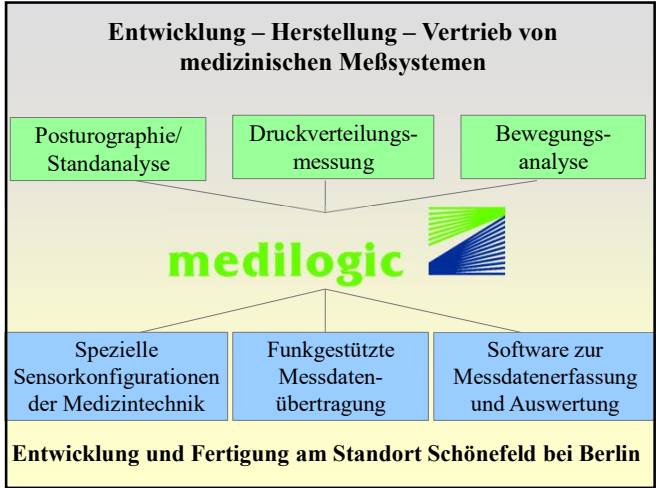 Entwicklung – Herstellung – Vertrieb von
medizinischen Meßsystemen
Posturographie/
Standanalyse
Druckverteilungs-
messung
Bewegungs-
analyse
medilogic
Spezielle
Sensorkonfigurationen
der Medizintechnik
Funkgestützte
Messdaten-
übertragung
Software zur
Messdatenerfassung
und Auswertung
Entwicklung und Fertigung am Standort Schönefeld bei Berlin